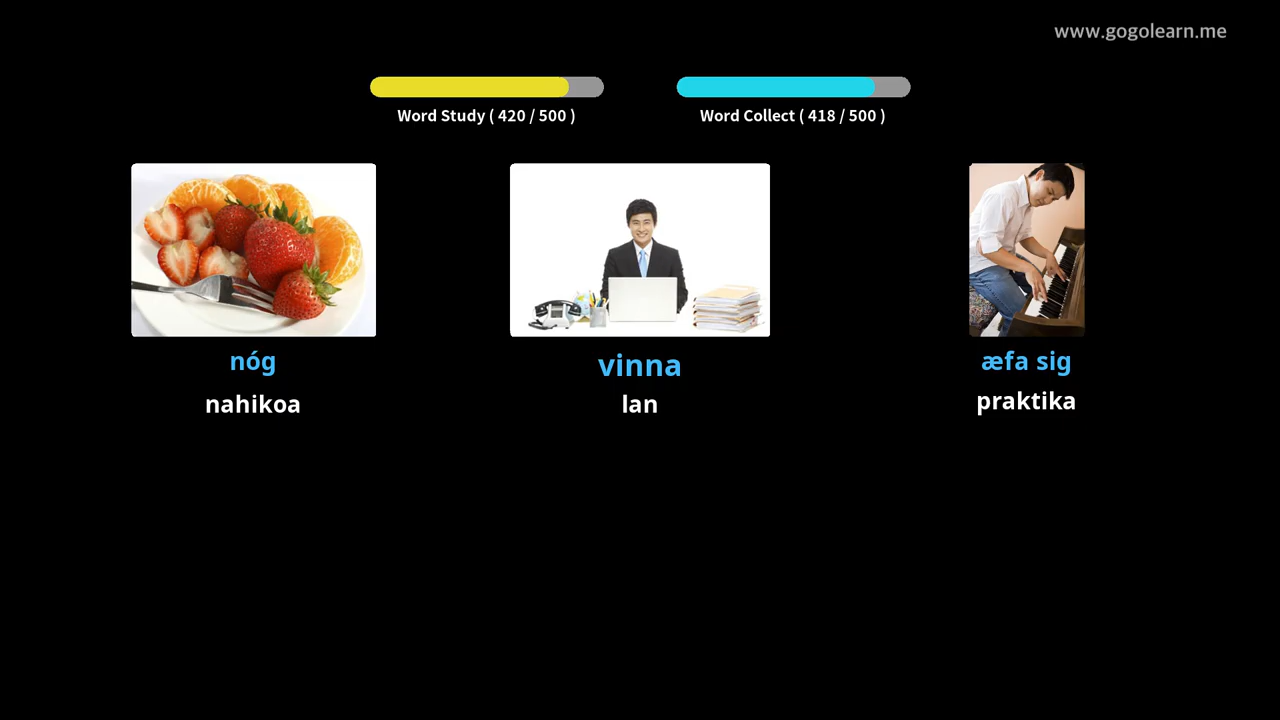 www.gogolearn.me
Word Study ( 420 / 500 )
Word Collect ( 418 / 500 )
nóg
vinna
æfa sig
nahikoa
lan
praktika